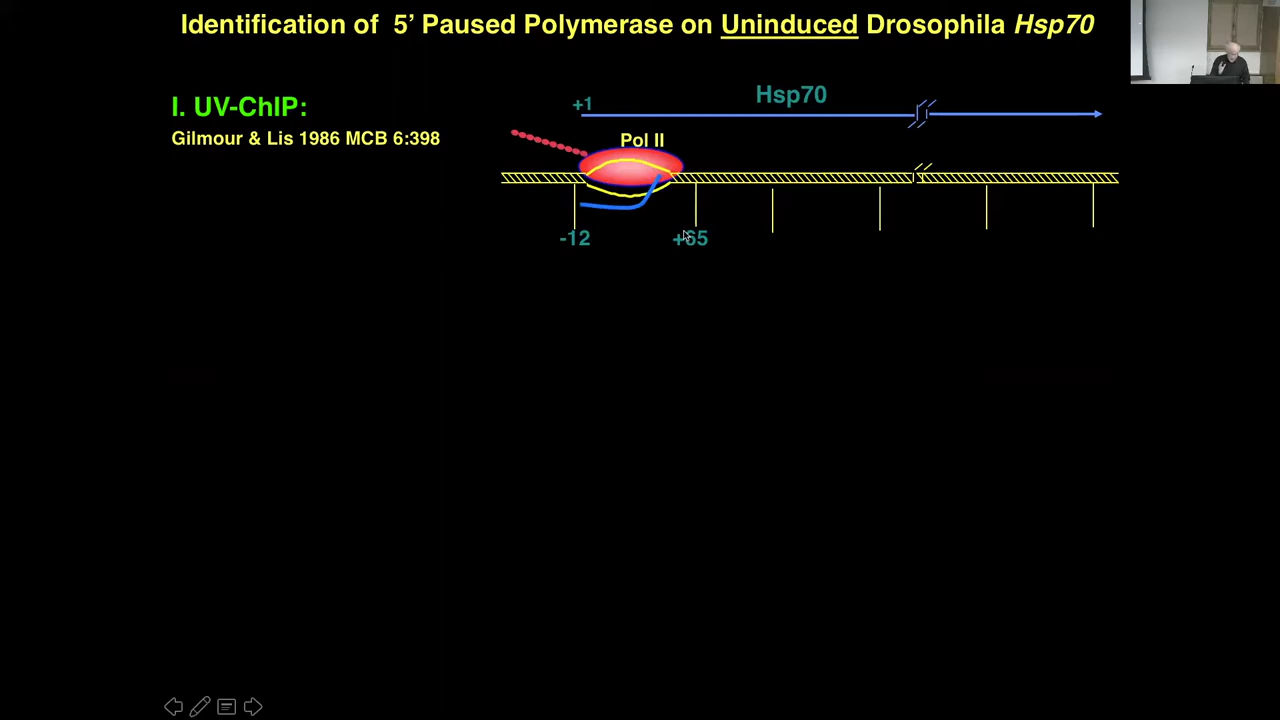 Identification of 5’ Paused Polymerase on Uninduced Drosophila Hsp70
I. UV-ChIP:
Gilmour & Lis 1986 MCB 6:398
+1
Hsp70
Pol II
-12
+65